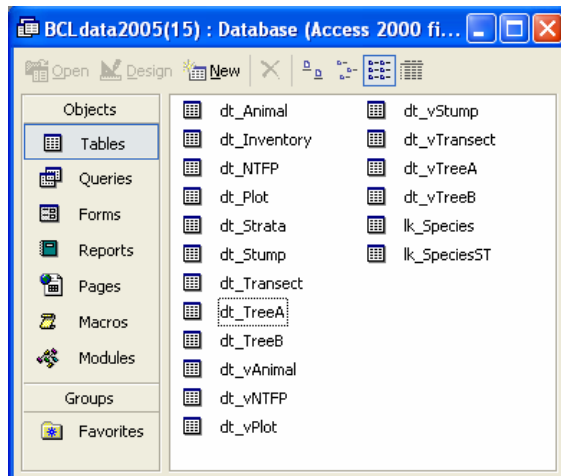 BCLdata2005(15) : Database (Access 2000 fi...
Open Design New
Objects
Tables
Queries
Forms
Reports
Pages
Macros
Modules
Groups
Favorites
dt_Animal
dt_Inventory
dt_NTFP
dt_Plot
dt_Strata
dt_Stump
dt_Transect
dt_TreeA
dt_TreeB
dt_vAnimal
dt_vNTFP
dt_vPlot
dt_vStump
dt_vTransect
dt_vTreeA
dt_vTreeB
lk_Species
lk_SpeciesST